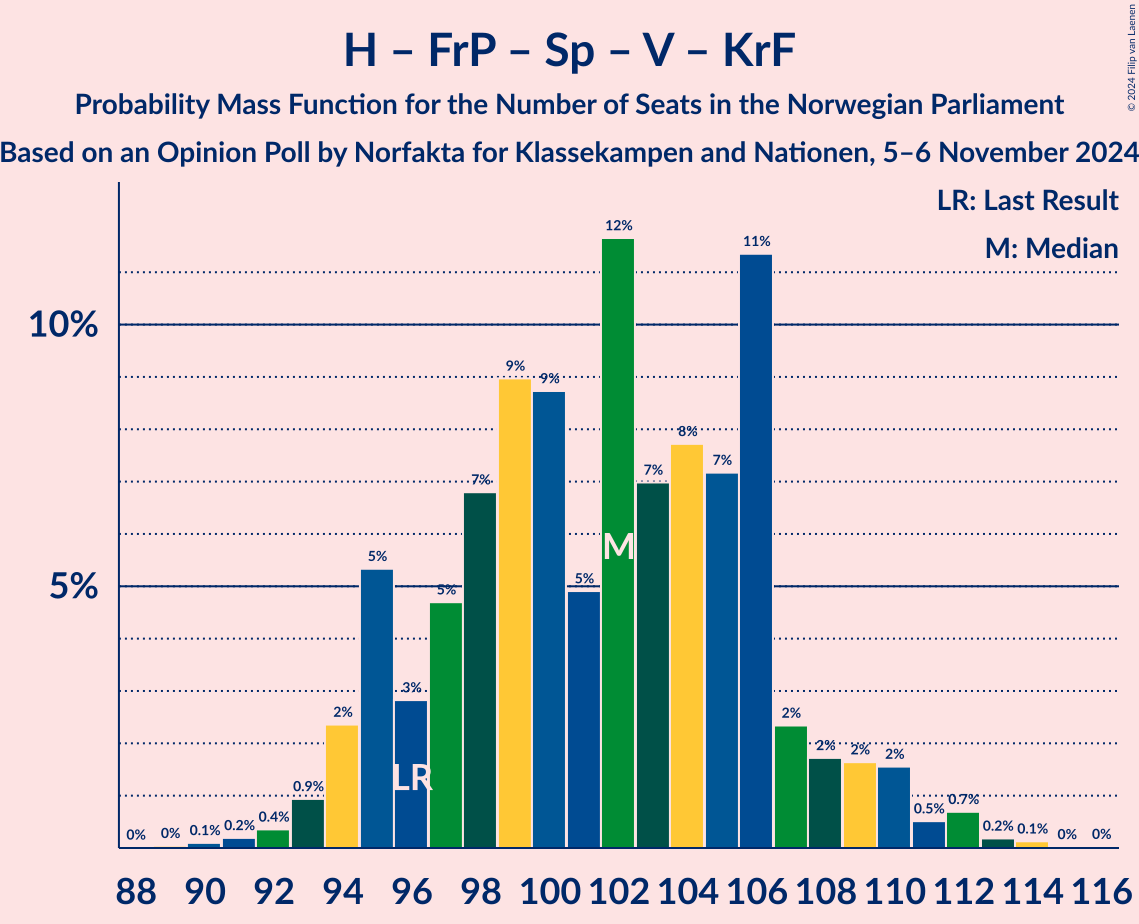 H – FrP – Sp – V – KrF
Probability Mass Function for the Number of Seats in the Norwegian Parliament
Based on an Opinion Poll by Norfakta for Klassekampen and Nationen, 5–6 November 2024
© 2024 Filip van Laenen
LR: Last Result
M: Median
10%
5%
0% 0% 0.1% 0.2% 0.4% 0.9% 2% 5% 3% 5% 7% 9% 9% 5% 12% 7% 8% 7% 11% 2% 2% 2% 2% 0.5% 0.7% 0.2% 0.1% 0% 0%
M
LR
88 90 92 94 96 98 100 102 104 106 108 110 112 114 116